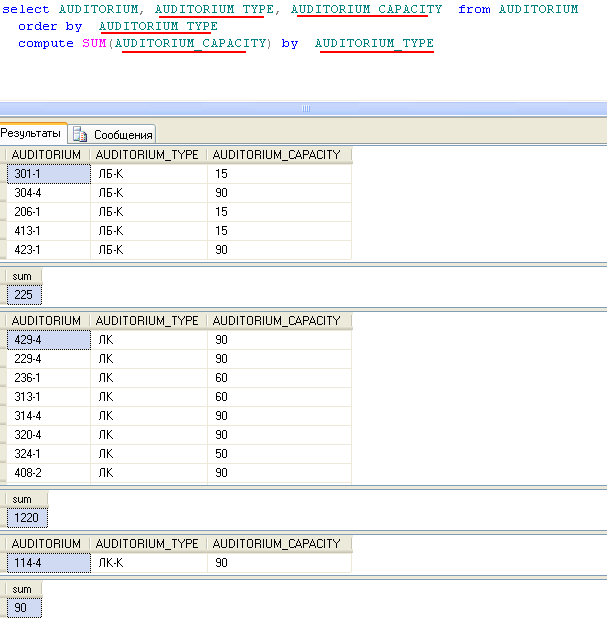 select AUDITORIUM, AUDITORIUM_TYPE, AUDITORIUM_CAPACITY from AUDITORIUM
order by AUDITORIUM_TYPE
compute SUM(AUDITORIUM_CAPACITY) by AUDITORIUM_TYPE
Результаты Сообщения
AUDITORIUM AUDITORIUM_TYPE AUDITORIUM_CAPACITY
301-1 ЛБ-К 15
304-4 ЛБ-К 90
206-1 ЛБ-К 15
413-1 ЛБ-К 15
423-1 ЛБ-К 90
sum
225
AUDITORIUM AUDITORIUM_TYPE AUDITORIUM_CAPACITY
429-4 ЛК 90
229-4 ЛК 90
236-1 ЛК 60
313-1 ЛК 60
314-4 ЛК 90
320-4 ЛК 90
324-1 ЛК 50
408-2 ЛК 90
sum
1220
AUDITORIUM AUDITORIUM_TYPE AUDITORIUM_CAPACITY
114-4 ЛК-К 90
sum
90